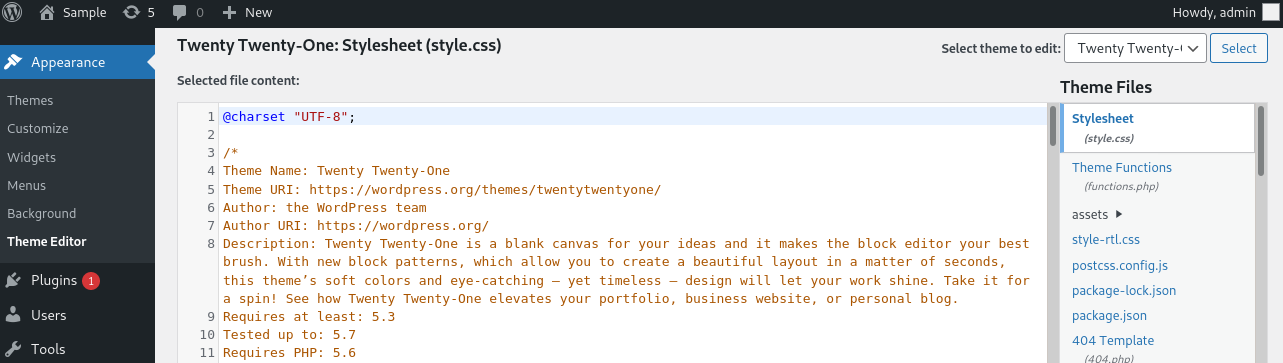 Sample 5 0 New Howdy, admin
Appearance
Themes
Customize
Widgets
Menus
Background
Theme Editor
Plugins 1
Users
Tools
Twenty Twenty-One: Stylesheet (style.css)
Select theme to edit: Twenty Twenty-( Select
Selected file content:
1 @charset "UTF-8";
2
3 /*
4 Theme Name: Twenty Twenty-One
5 Theme URI: https://wordpress.org/themes/twentytwentyone/
6 Author: the WordPress team
7 Author URI: https://wordpress.org/
8 Description: Twenty Twenty-One is a blank canvas for your ideas and it makes the block editor your best
brush. With new block patterns, which allow you to create a beautiful layout in a matter of seconds,
this theme’s soft colors and eye-catching — yet timeless — design will let your work shine. Take it for
a spin! See how Twenty Twenty-One elevates your portfolio, business website, or personal blog.
9 Requires at least: 5.3
10 Tested up to: 5.7
11 Requires PHP: 5.6
Theme Files
Stylesheet
(style.css)
Theme Functions
(functions.php)
assets
style-rtl.css
postcss.config.js
package-lock.json
package.json
404 Template
(404.php)